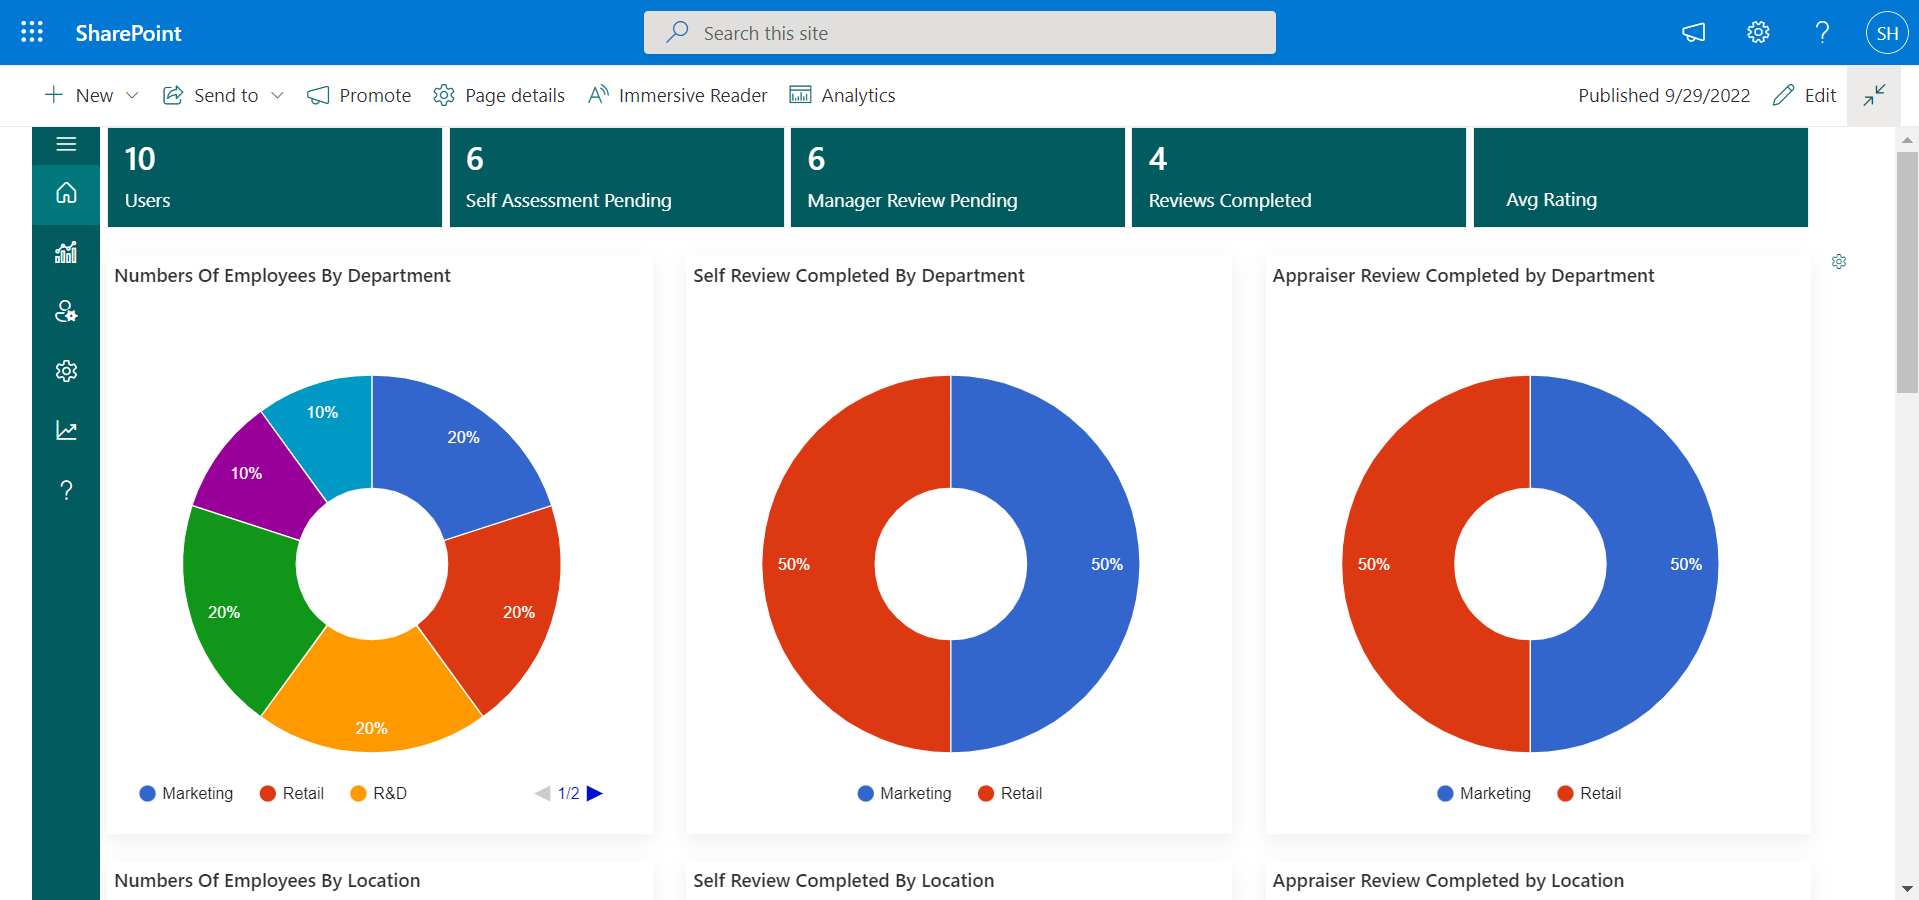 SharePoint
Search this site
SH
New
Send to
Promote
Page details
Immersive Reader
Analytics
Published 9/29/2022
Edit
10
Users
6
Self Assessment Pending
6
Manager Review Pending
4
Reviews Completed
Avg Rating
Numbers Of Employees By Department
10%
20%
10%
20%
20%
20%
Marketing
Retail
R&D
1/2
Self Review Completed By Department
50%
50%
Marketing
Retail
Appraiser Review Completed by Department
50%
50%
Marketing
Retail
Numbers Of Employees By Location
Self Review Completed By Location
Appraiser Review Completed by Location